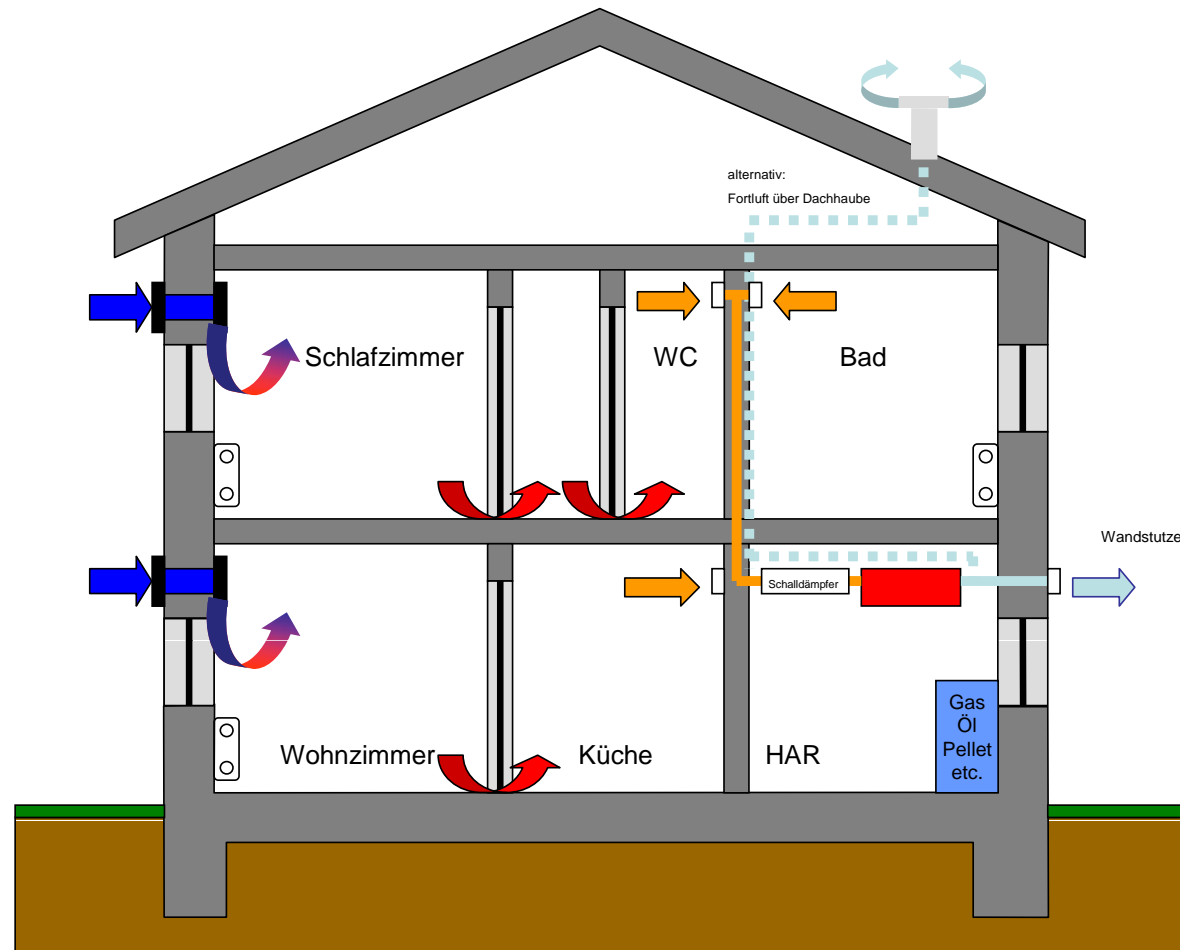 alternativ:
Fortluft über Dachhaube
Schlafzimmer
WC
Bad
Wandstutze
Schalldämpfer
Wohnzimmer
Küche
HAR
Gas
Öl
Pellet
etc.